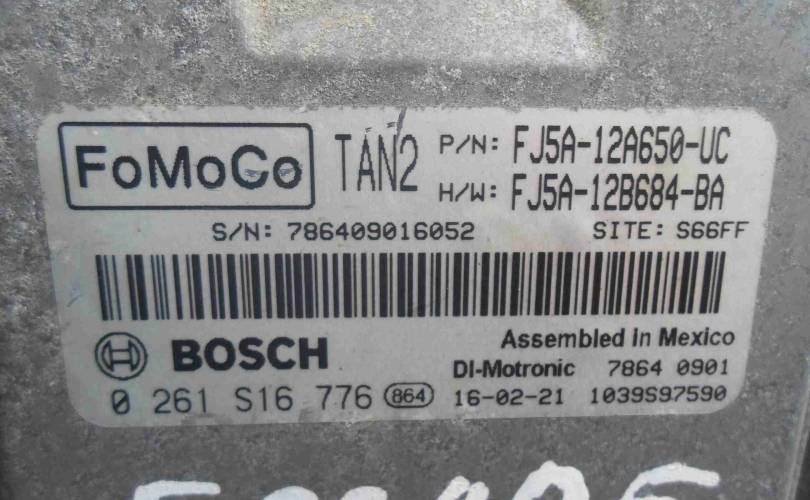 FoMoCo TAN2 P/N: FJ5A-12A650-UC
H/W: FJ5A-12B684-BA
S/N: 786409016052 SITE: S66FF
BOSCH Assembled in Mexico
DI-Motronic 7864 0901
0 261 S16 776 864 16-02-21 1039S97590